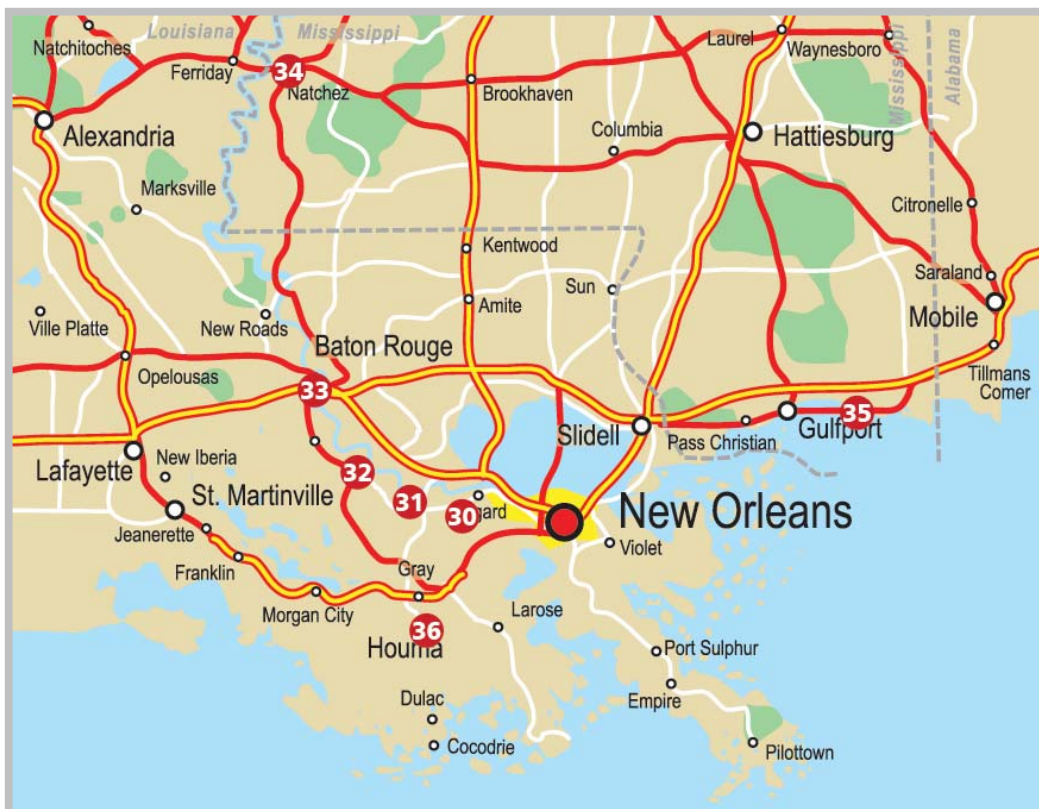 Louisiana
Mississippi
Natchitoches
Ferriday
34
Natchez
Laurel
Waynesboro
Mississippi
Alabama
Brookhaven
Alexandria
Columbia
Hattiesburg
Marksville
Citronelle
Kentwood
Saraland
Sun
Amite
Mobile
Ville Platte
New Roads
Baton Rouge
Opelousas
33
Tillmans
Corner
35
Slidell
Pass Christian
Gulfport
Lafayette
New Iberia
32
St. Martinville
31
30
New Orleans
Jeanerette
Violet
Franklin
Gray
Morgan City
Larose
36
Houma
Port Sulphur
Empire
Dulac
Cocodrie
Pilottown